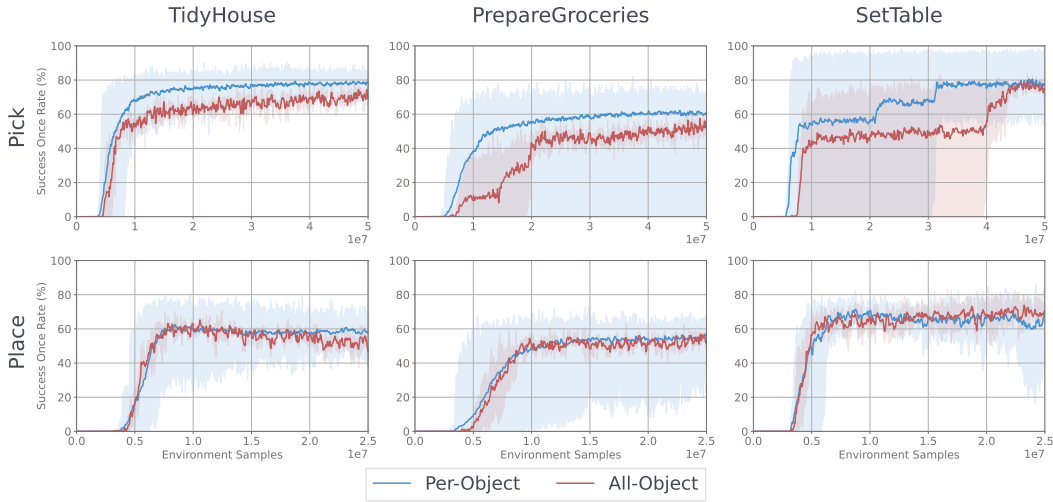 TidyHouse PrepareGroceries SetTable
Pick
Success Once Rate (%)
100 80 60 40 20 0
0 1 2 3 4 5
1e7
100 80 60 40 20 0
0 1 2 3 4 5
1e7
100 80 60 40 20 0
0 1 2 3 4 5
1e7
Place
Success Once Rate (%)
100 80 60 40 20 0
0.0 0.5 1.0 1.5 2.0 2.5
Environment Samples 1e7
100 80 60 40 20 0
0.0 0.5 1.0 1.5 2.0 2.5
Environment Samples 1e7
100 80 60 40 20 0
0.0 0.5 1.0 1.5 2.0 2.5
Environment Samples 1e7
Per-Object All-Object